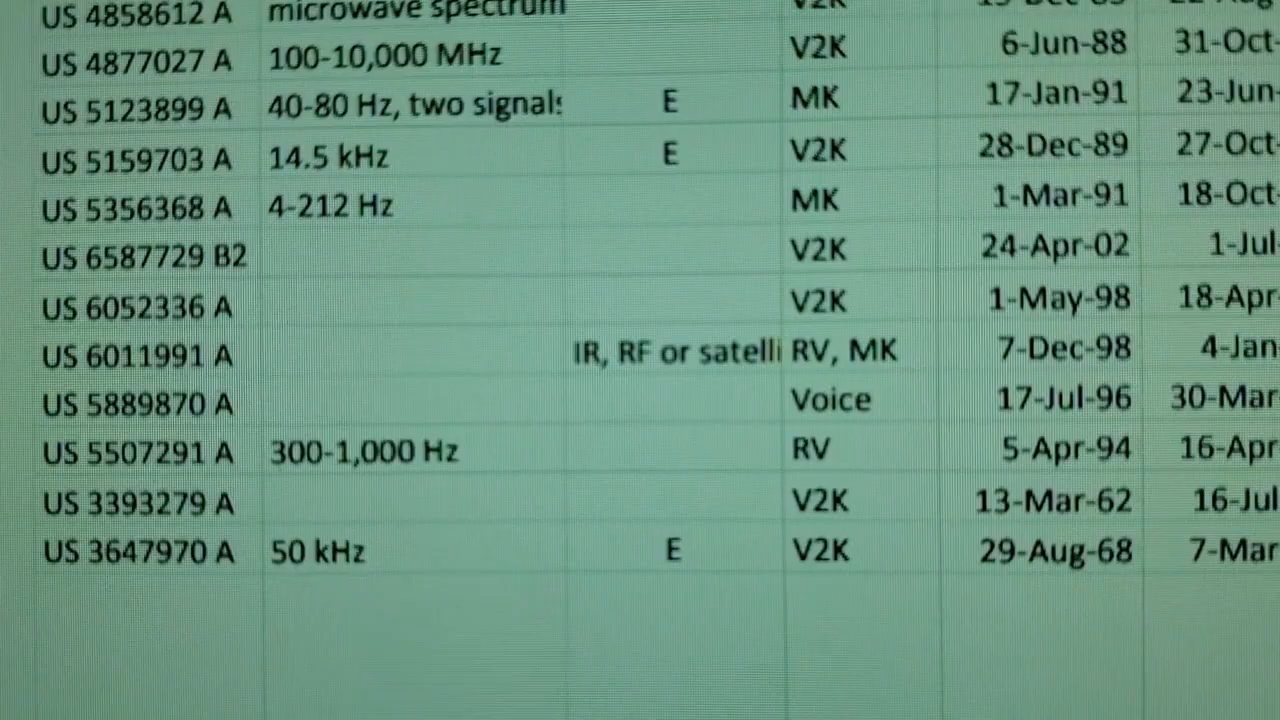 US 4858612 A microwave spectrum V2K
US 4877027 A 100-10,000 MHz V2K 6-Jun-88 31-Oct-
US 5123899 A 40-80 Hz, two signals E MK 17-Jan-91 23-Jun-
US 5159703 A 14.5 kHz E V2K 28-Dec-89 27-Oct-
US 5356368 A 4-212 Hz MK 1-Mar-91 18-Oct-
US 6587729 B2 V2K 24-Apr-02 1-Jul-
US 6052336 A V2K 1-May-98 18-Apr-
US 6011991 A IR, RF or satelli RV, MK 7-Dec-98 4-Jan
US 5889870 A Voice 17-Jul-96 30-Mar
US 5507291 A 300-1,000 Hz RV 5-Apr-94 16-Apr
US 3393279 A V2K 13-Mar-62 16-Jul
US 3647970 A 50 kHz E V2K 29-Aug-68 7-Mar